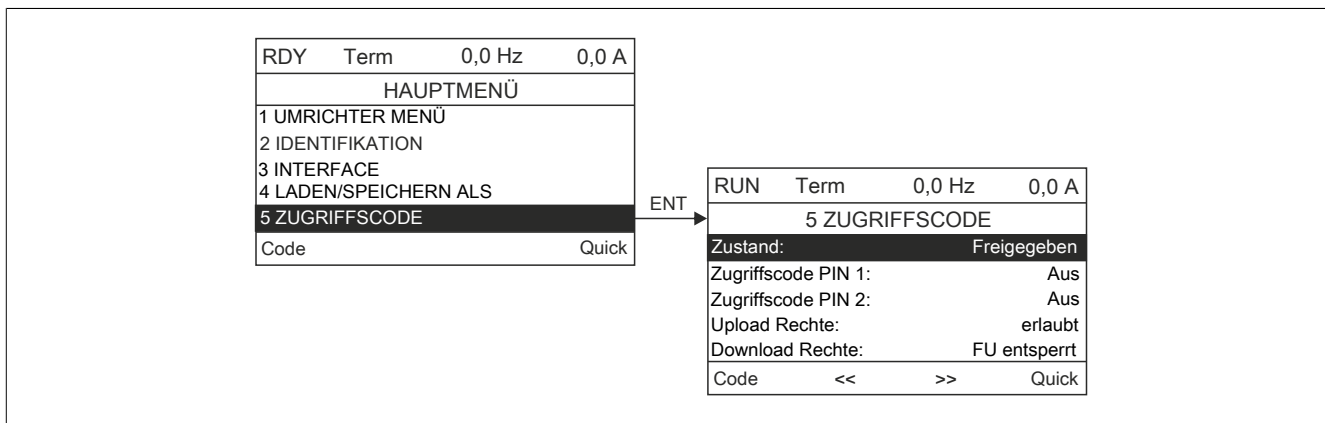 RDY Term 0,0 Hz 0,0 A
HAUPTMENÜ
1 UMRICHTER MENÜ
2 IDENTIFIKATION
3 INTERFACE
4 LADEN/SPEICHERN ALS
5 ZUGRIFFSCODE
Code Quick
ENT
RUN Term 0,0 Hz 0,0 A
5 ZUGRIFFSCODE
Zustand: Freigegeben
Zugriffscode PIN 1: Aus
Zugriffscode PIN 2: Aus
Upload Rechte: erlaubt
Download Rechte: FU entsperrt
Code << >> Quick